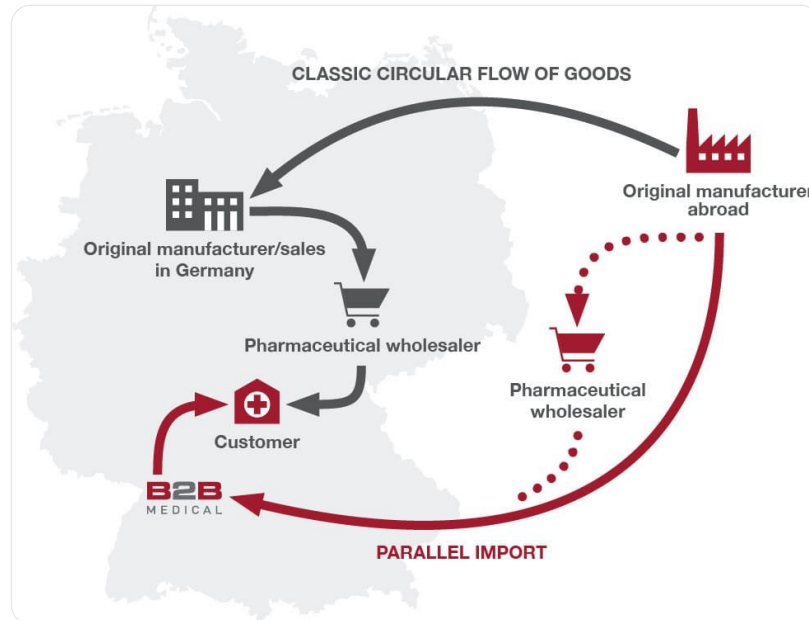 CLASSIC CIRCULAR FLOW OF GOODS
Original manufacturer
abroad
Original manufacturer/sales
in Germany
Pharmaceutical wholesaler
Pharmaceutical
wholesaler
Customer
B2B
MEDICAL
PARALLEL IMPORT